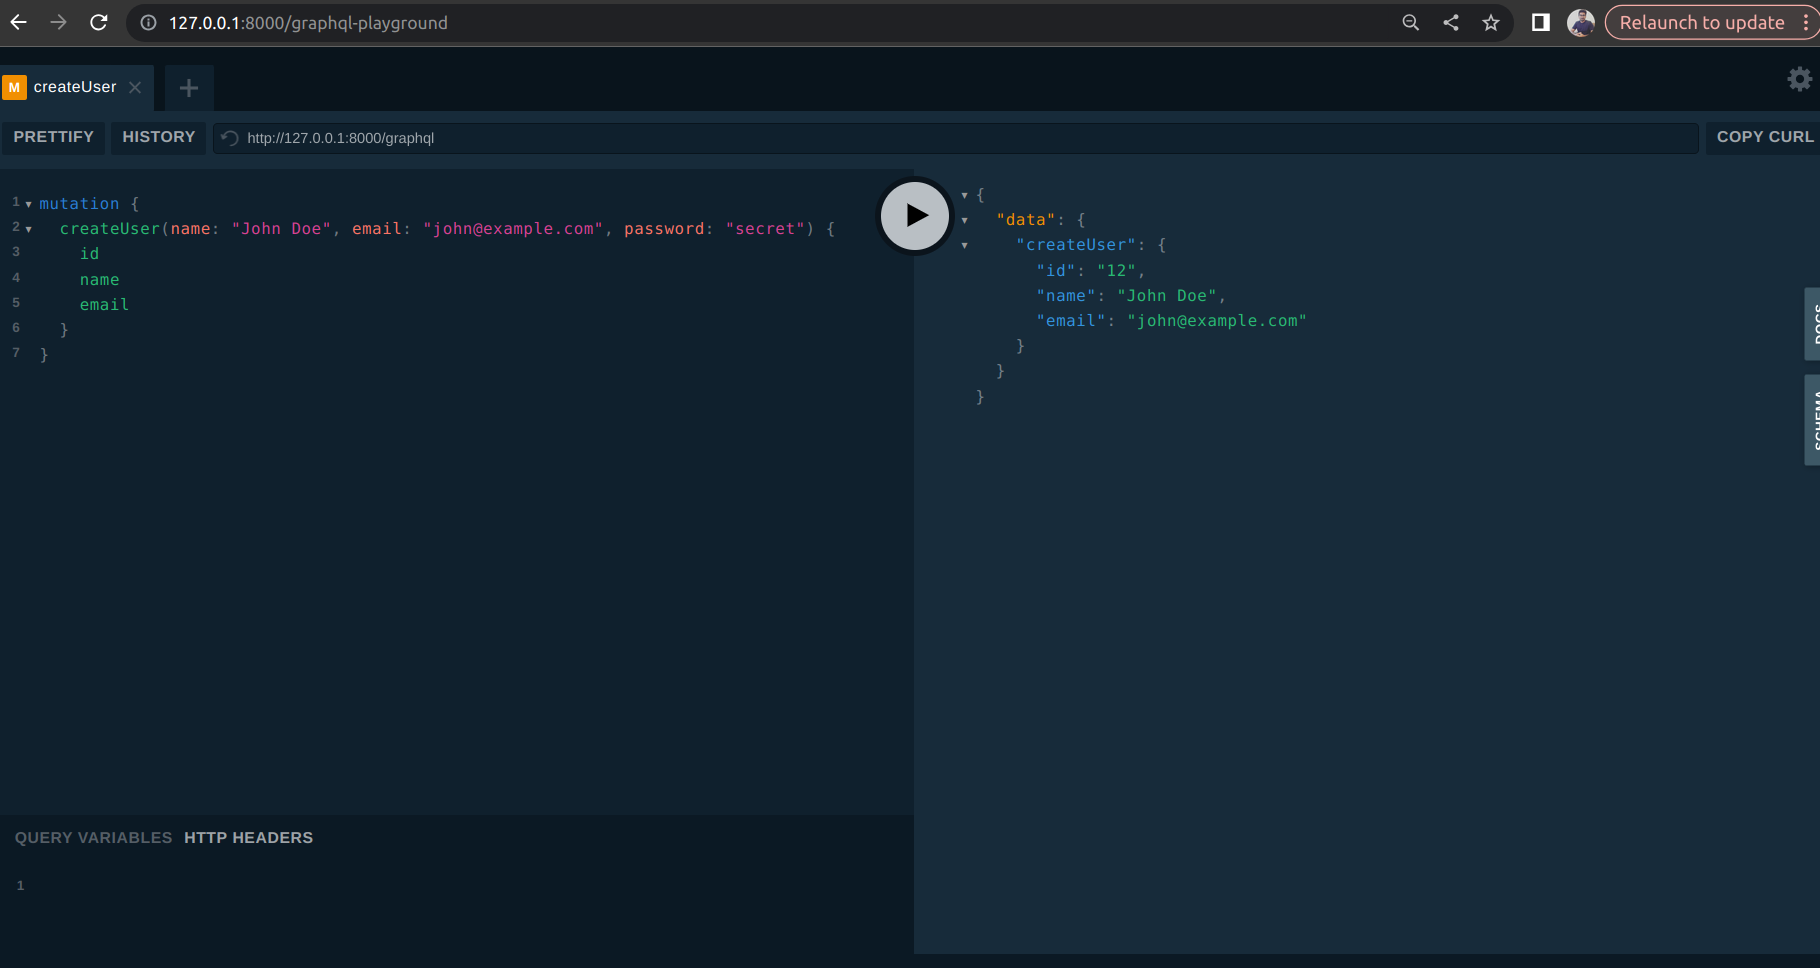 127.0.0.1:8000/graphql-playground
Relaunch to update
M createUser
PRETTIFY HISTORY http://127.0.0.1:8000/graphql COPY CURL
1 mutation {
2 createUser(name: "John Doe", email: "john@example.com", password: "secret") {
3 id
4 name
5 email
6 }
7 }
{
"data": {
"createUser": {
"id": "12",
"name": "John Doe",
"email": "john@example.com"
}
}
}
DOCS
SCHEMA
QUERY VARIABLES HTTP HEADERS
1